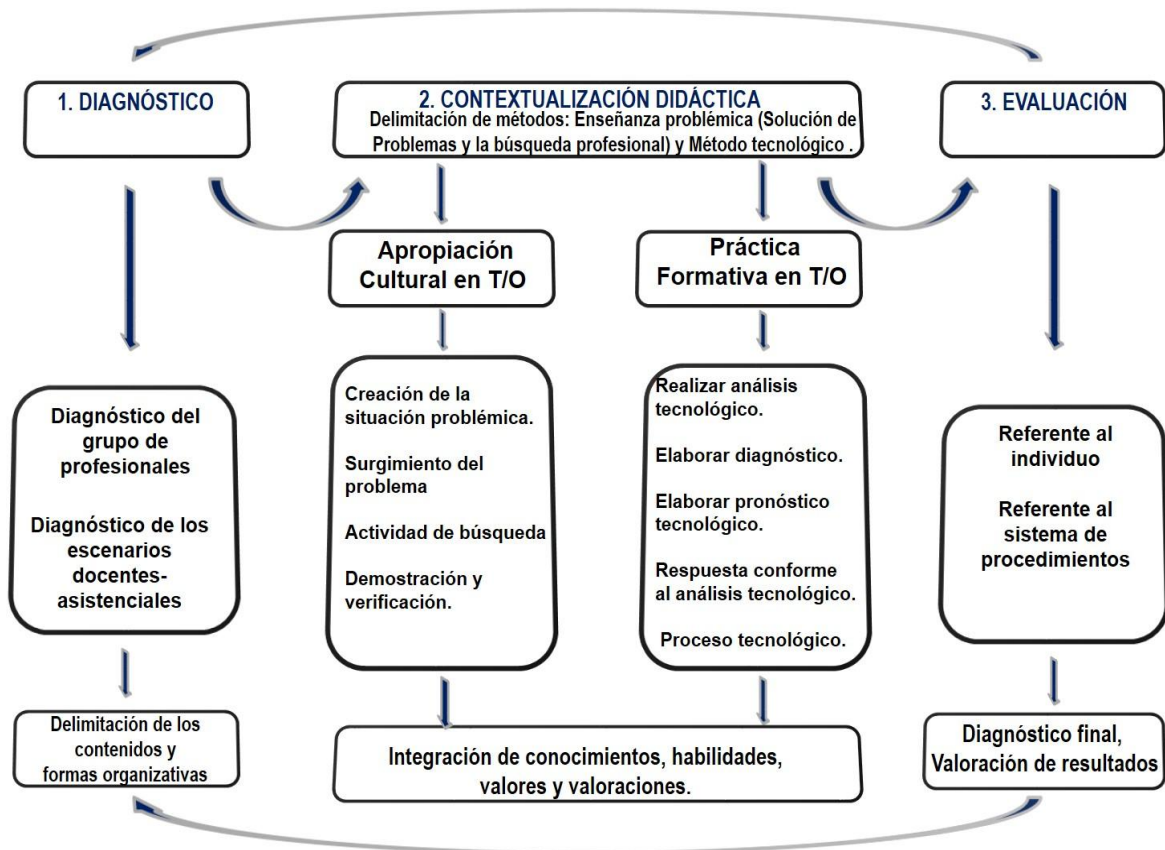 1. DIAGNÓSTICO
2. CONTEXTUALIZACIÓN DIDÁCTICA
Delimitación de métodos: Enseñanza problémica (Solución de
Problemas y la búsqueda profesional) y Método tecnológico .
3. EVALUACIÓN
Apropiación
Cultural en T/O
Práctica
Formativa en T/O
Diagnóstico del
grupo de
profesionales
Diagnóstico de los
escenarios
docentes-
asistenciales
Creación de la
situación problémica.
Surgimiento del
problema
Actividad de búsqueda
Demostración y
verificación.
Realizar análisis
tecnológico.
Elaborar diagnóstico.
Elaborar pronóstico
tecnológico.
Respuesta conforme
al análisis tecnológico.
Proceso tecnológico.
Referente al
individuo
Referente al
sistema de
procedimientos
Delimitación de los
contenidos y
formas organizativas
Integración de conocimientos, habilidades,
valores y valoraciones.
Diagnóstico final,
Valoración de resultados